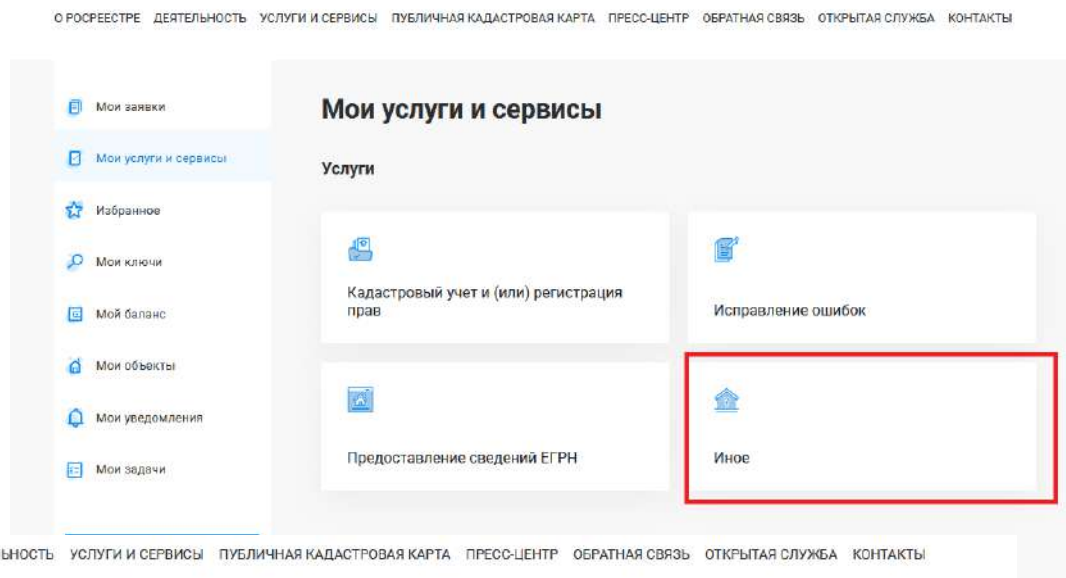 О РОСРЕЕСТРЕ ДЕЯТЕЛЬНОСТЬ УСЛУГИ И СЕРВИСЫ ПУБЛИЧНАЯ КАДАСТРОВАЯ КАРТА ПРЕСС-ЦЕНТР ОБРАТНАЯ СВЯЗЬ ОТКРЫТАЯ СЛУЖБА КОНТАКТЫ
Мои заявки
Мои услуги и сервисы
Избранное
Мои ключи
Мой баланс
Мои объекты
Мои уведомления
Мои задачи
Мои услуги и сервисы
Услуги
Кадастровый учет и (или) регистрация
прав
Исправление ошибок
Предоставление сведений ЕГРН
Иное
ЬНОСТЬ УСЛУГИ И СЕРВИСЫ ПУБЛИЧНАЯ КАДАСТРОВАЯ КАРТА ПРЕСС-ЦЕНТР ОБРАТНАЯ СВЯЗЬ ОТКРЫТАЯ СЛУЖБА КОНТАКТЫ